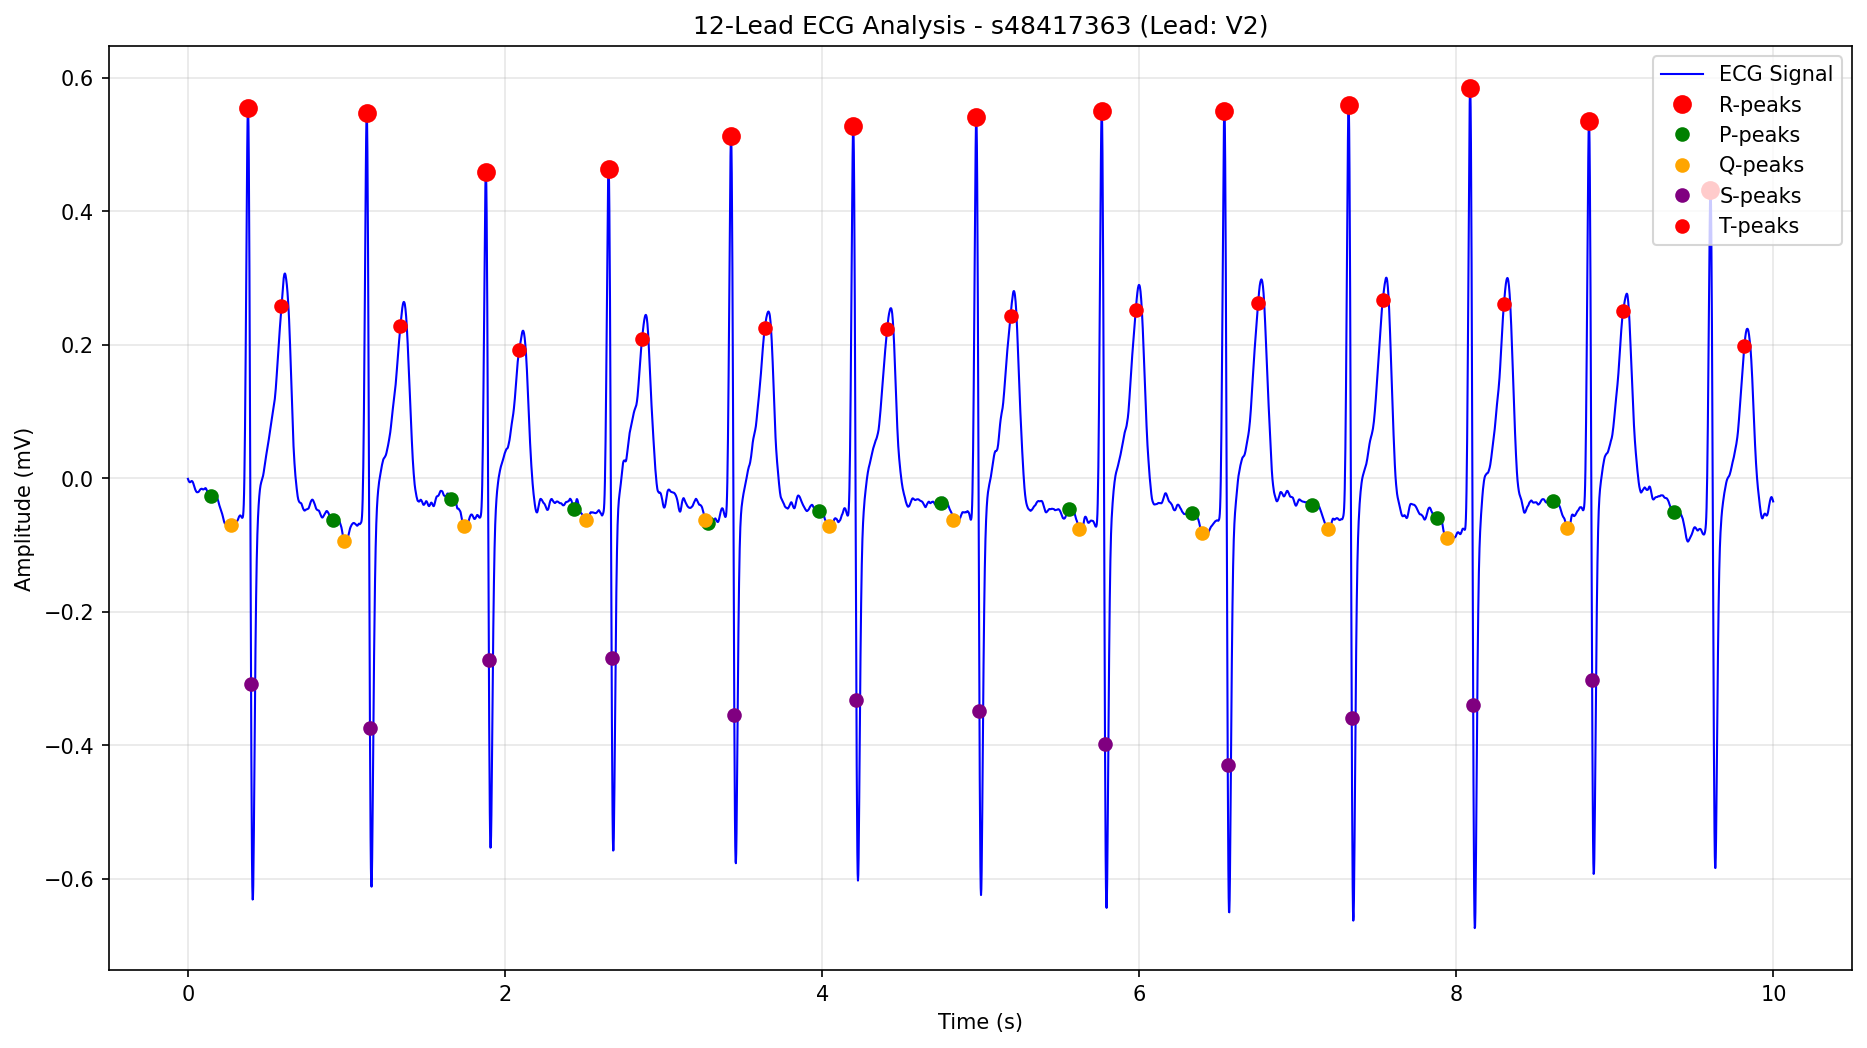 12-Lead ECG Analysis - s48417363 (Lead: V2)
ECG Signal
R-peaks
P-peaks
Q-peaks
S-peaks
T-peaks
Amplitude (mV)
0.6
0.4
0.2
0.0
−0.2
−0.4
−0.6
0 2 4 6 8 10
Time (s)